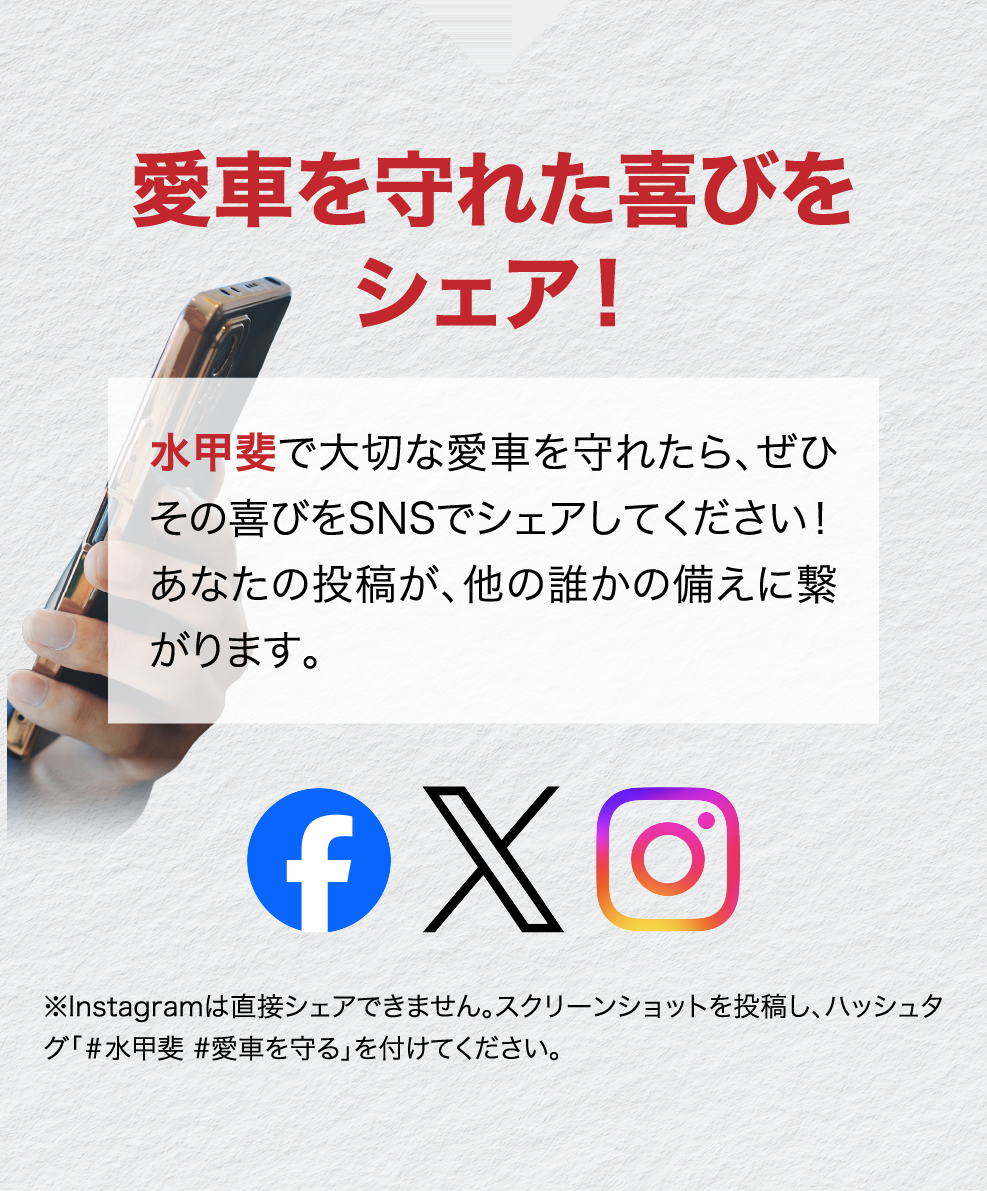 愛車を守れた喜びを
シェア！
水甲斐で大切な愛車を守れたら、ぜひ
その喜びをSNSでシェアしてください！
あなたの投稿が、他の誰かの備えに繋
がります。
※Instagramは直接シェアできません。スクリーンショットを投稿し、ハッシュタ
グ「#水甲斐 #愛車を守る」を付けてください。